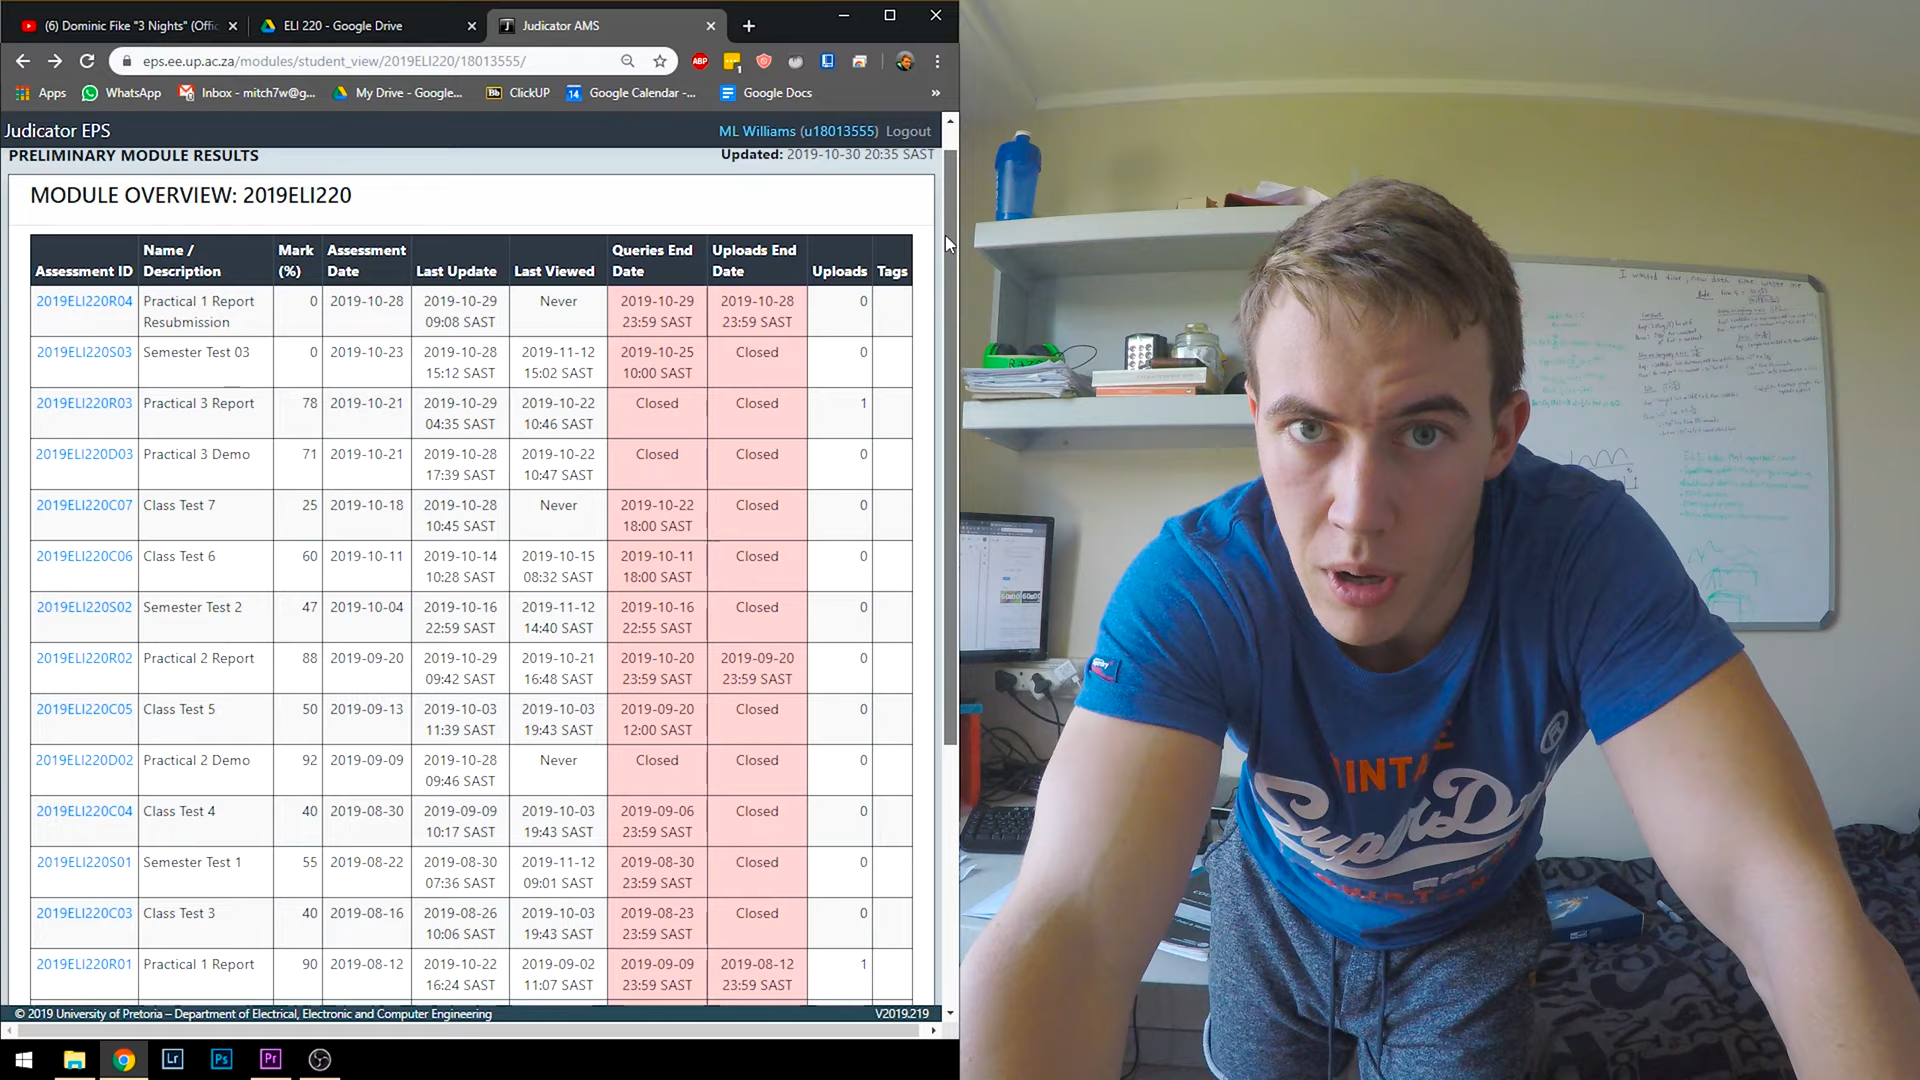 (6) Dominic Fike "3 Nights" (Offic
ELI 220 - Google Drive
Judicator AMS
eps.ee.up.ac.za/modules/student_view/2019ELI220/18013555/
Apps WhatsApp Inbox - mitch7w@g... My Drive - Google... ClickUP Google Calendar -... Google Docs »
Judicator EPS ML Williams (u18013555) Logout
PRELIMINARY MODULE RESULTS Updated: 2019-10-30 20:35 SAST
MODULE OVERVIEW: 2019ELI220
Assessment ID Name / Description Mark (%) Assessment Date Last Update Last Viewed Queries End Date Uploads End Date Uploads Tags
2019ELI220R04 Practical 1 Report Resubmission 0 2019-10-28 2019-10-29 09:08 SAST Never 2019-10-29 23:59 SAST 2019-10-28 23:59 SAST 0
2019ELI220S03 Semester Test 03 0 2019-10-23 2019-10-28 15:12 SAST 2019-11-12 15:02 SAST 2019-10-25 10:00 SAST Closed 0
2019ELI220R03 Practical 3 Report 78 2019-10-21 2019-10-29 04:35 SAST 2019-10-22 10:46 SAST Closed Closed 1
2019ELI220D03 Practical 3 Demo 71 2019-10-21 2019-10-28 17:39 SAST 2019-10-22 10:47 SAST Closed Closed 0
2019ELI220C07 Class Test 7 25 2019-10-18 2019-10-28 10:45 SAST Never 2019-10-22 18:00 SAST Closed 0
2019ELI220C06 Class Test 6 60 2019-10-11 2019-10-14 10:28 SAST 2019-10-15 08:32 SAST 2019-10-11 18:00 SAST Closed 0
2019ELI220S02 Semester Test 2 47 2019-10-04 2019-10-16 22:59 SAST 2019-11-12 14:40 SAST 2019-10-16 22:55 SAST Closed 0
2019ELI220R02 Practical 2 Report 88 2019-09-20 2019-10-29 09:42 SAST 2019-10-21 16:48 SAST 2019-10-20 23:59 SAST 2019-09-20 23:59 SAST 0
2019ELI220C05 Class Test 5 50 2019-09-13 2019-10-03 11:39 SAST 2019-10-03 19:43 SAST 2019-09-20 12:00 SAST Closed 0
2019ELI220D02 Practical 2 Demo 92 2019-09-09 2019-10-28 09:46 SAST Never Closed Closed 0
2019ELI220C04 Class Test 4 40 2019-08-30 2019-09-09 10:17 SAST 2019-10-03 19:43 SAST 2019-09-06 23:59 SAST Closed 0
2019ELI220S01 Semester Test 1 55 2019-08-22 2019-08-30 07:36 SAST 2019-11-12 09:01 SAST 2019-08-30 23:59 SAST Closed 0
2019ELI220C03 Class Test 3 40 2019-08-16 2019-08-26 10:06 SAST 2019-10-03 19:43 SAST 2019-08-23 23:59 SAST Closed 0
2019ELI220R01 Practical 1 Report 90 2019-08-12 2019-10-22 16:24 SAST 2019-09-02 11:07 SAST 2019-09-09 23:59 SAST 2019-08-12 23:59 SAST 1
© 2019 University of Pretoria – Department of Electrical, Electronic and Computer Engineering V2019.219
Lr Ps Pr
I wasted time, now doth time waste me
SuperDry